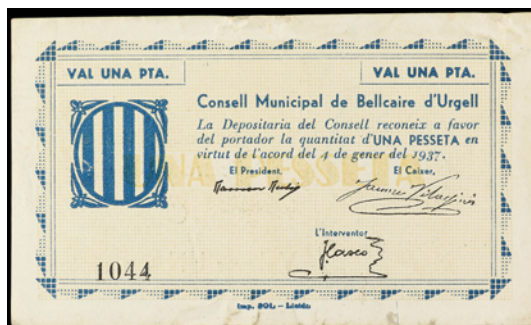 VAL UNA PTA.
VAL UNA PTA.
Consell Municipal de Bellcaire d'Urgell
La Depositaria del Consell reconeix a favor
del portador la quantitat d'UNA PESSETA en
virtut de l'acord del 4 de gener del 1937.
UNA PESSETA
El President,
El Caixer,
L'Interventor
1044
Imp. SOL. - Lleida